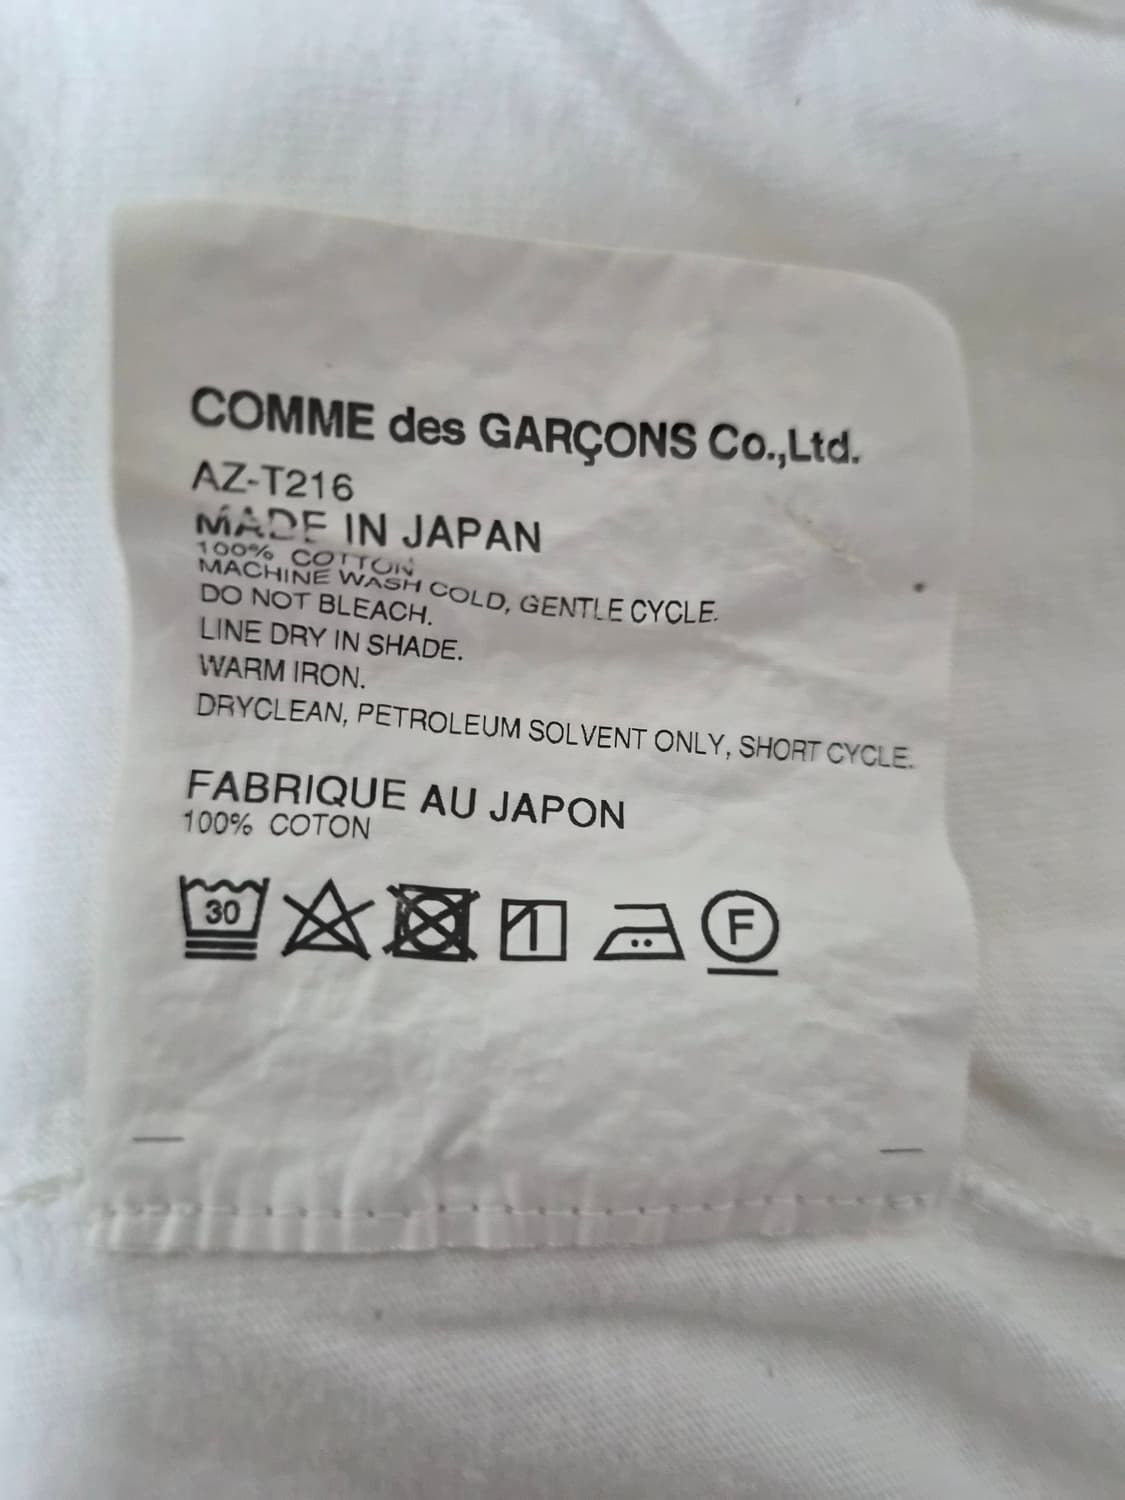 COMME des GARÇONS Co.,Ltd.
AZ-T216
MADE IN JAPAN
100% COTTON
MACHINE WASH COLD, GENTLE CYCLE.
DO NOT BLEACH.
LINE DRY IN SHADE.
WARM IRON.
DRYCLEAN, PETROLEUM SOLVENT ONLY, SHORT CYCLE.
FABRIQUE AU JAPON
100% COTON
30 F